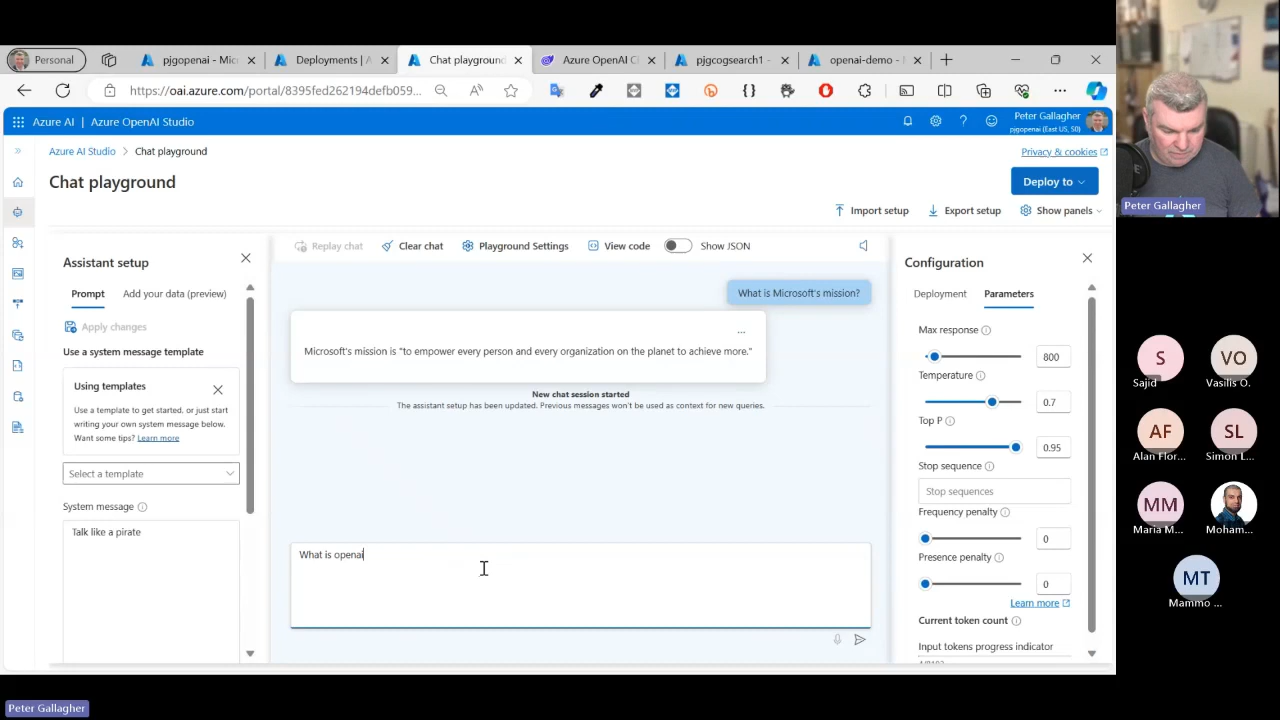 Personal
pjgopenai - Mic
Deployments | A
Chat playground
Azure OpenAI C
pjgcogsearch1 -
openai-demo -
https://oai.azure.com/portal/8395fed262194defb059...
Azure AI | Azure OpenAI Studio
Peter Gallagher
pjgopenai (East US, S0)
Azure AI Studio > Chat playground
Privacy & cookies
Chat playground
Deploy to
Import setup
Export setup
Show panels
Assistant setup
Prompt
Add your data (preview)
Apply changes
Use a system message template
Using templates
Use a template to get started, or just start
writing your own system message below.
Want some tips? Learn more
Select a template
System message
Talk like a pirate
Replay chat
Clear chat
Playground Settings
View code
Show JSON
What is Microsoft's mission?
...
Microsoft's mission is "to empower every person and every organization on the planet to achieve more."
New chat session started
The assistant setup has been updated. Previous messages won't be used as context for new queries.
What is openai
Configuration
Deployment
Parameters
Max response
800
Temperature
0.7
Top P
0.95
Stop sequence
Stop sequences
Frequency penalty
0
Presence penalty
0
Learn more
Current token count
Input tokens progress indicator
Peter Gallagher
S
Sajid
VO
Vasilis O.
AF
Alan Flor...
SL
Simon L...
MM
Maria M...
Moham...
MT
Mammo ...
Peter Gallagher